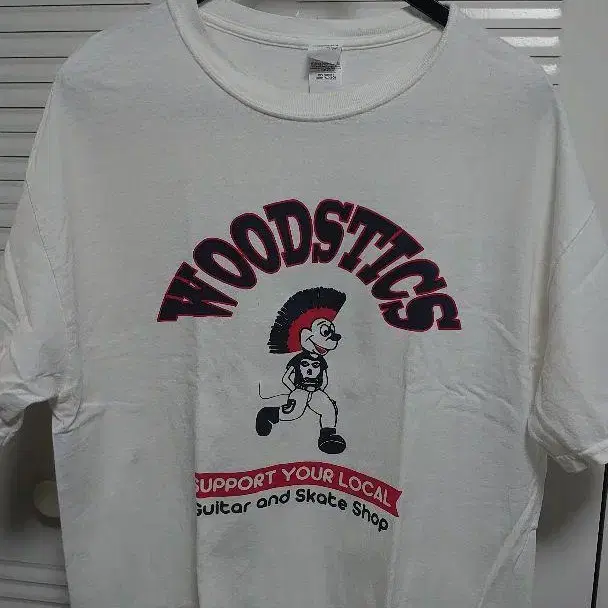 WOODSTICS
SUPPORT YOUR LOCAL
Guitar and Skate Shop